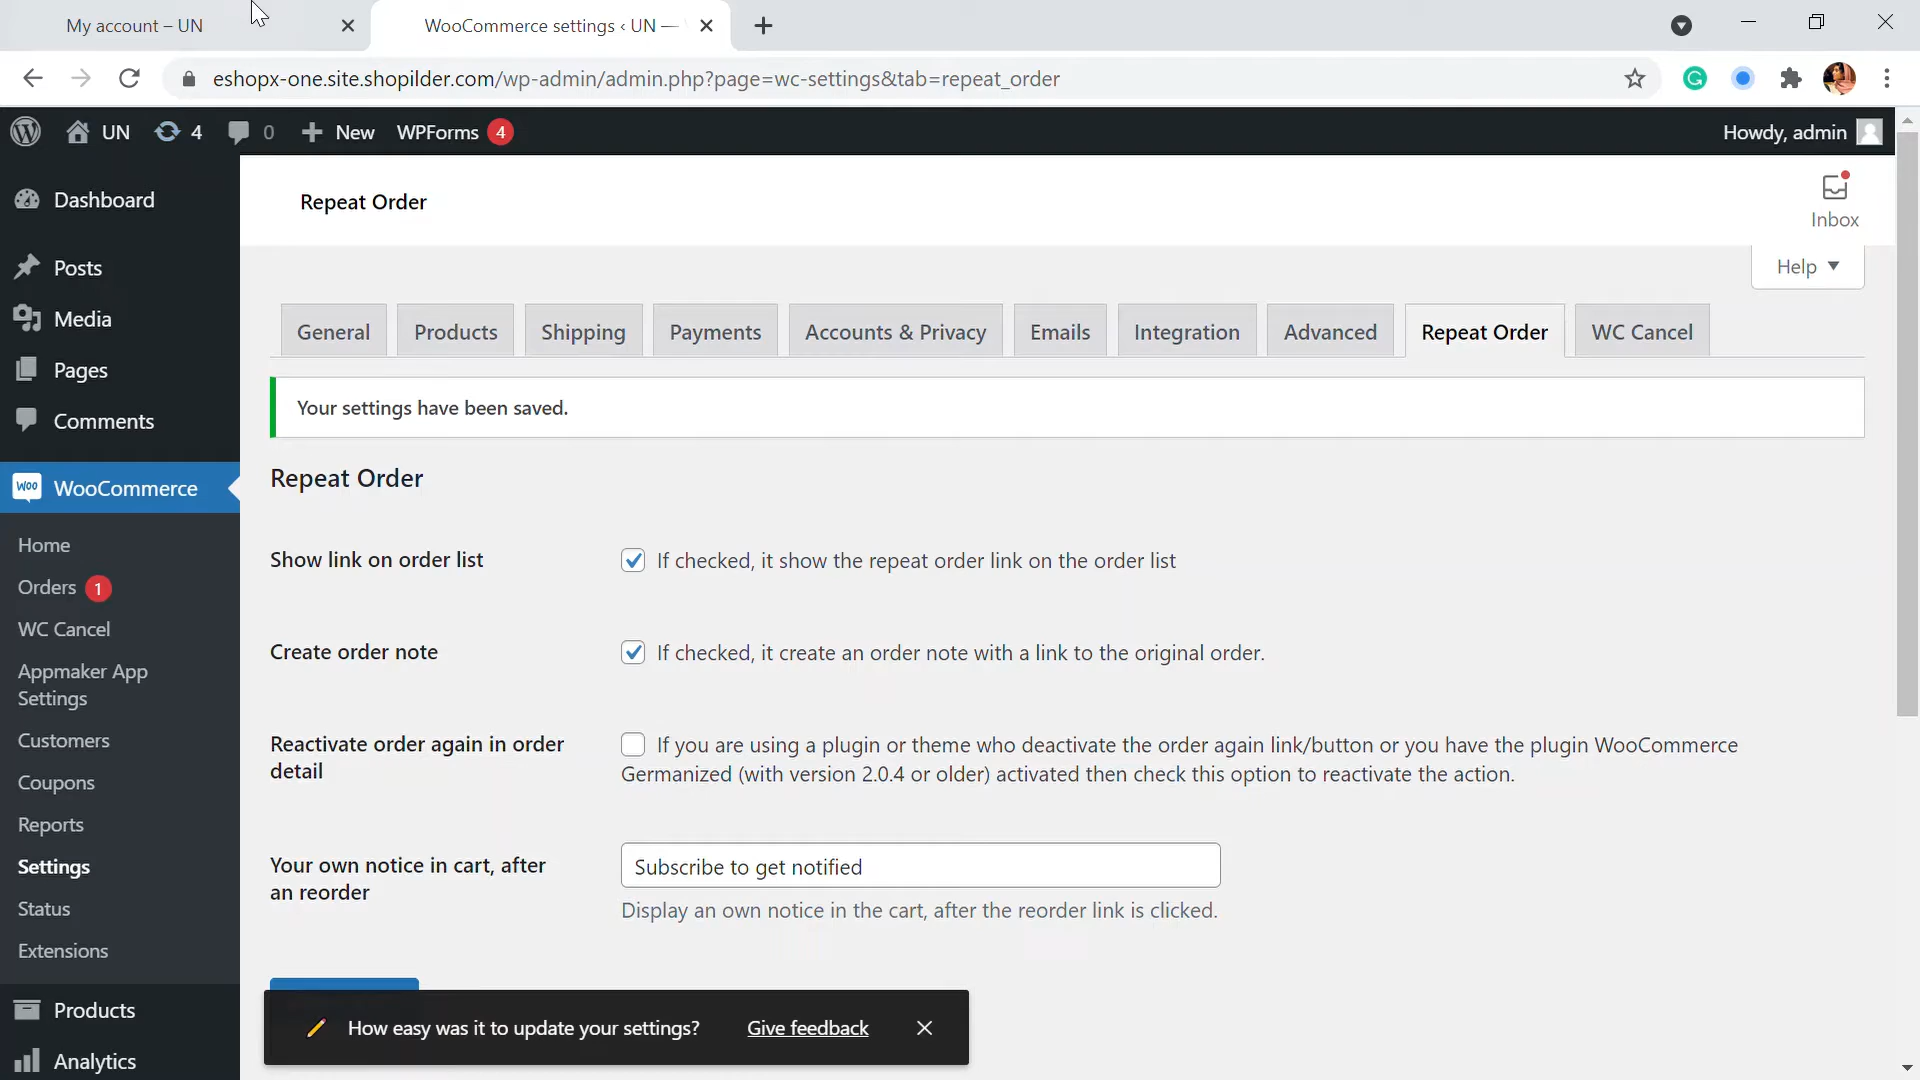 My account – UN
WooCommerce settings ‹ UN —
eshopx-one.site.shopilder.com/wp-admin/admin.php?page=wc-settings&tab=repeat_order
UN 4 0 New WPForms 4
Howdy, admin
Dashboard
Posts
Media
Pages
Comments
Woo WooCommerce
Home
Orders 1
WC Cancel
Appmaker App
Settings
Customers
Coupons
Reports
Settings
Status
Extensions
Products
Analytics
Repeat Order
Inbox
Help
General Products Shipping Payments Accounts & Privacy Emails Integration Advanced Repeat Order WC Cancel
Your settings have been saved.
Repeat Order
Show link on order list
If checked, it show the repeat order link on the order list
Create order note
If checked, it create an order note with a link to the original order.
Reactivate order again in order
detail
If you are using a plugin or theme who deactivate the order again link/button or you have the plugin WooCommerce
Germanized (with version 2.0.4 or older) activated then check this option to reactivate the action.
Your own notice in cart, after
an reorder
Subscribe to get notified
Display an own notice in the cart, after the reorder link is clicked.
How easy was it to update your settings? Give feedback